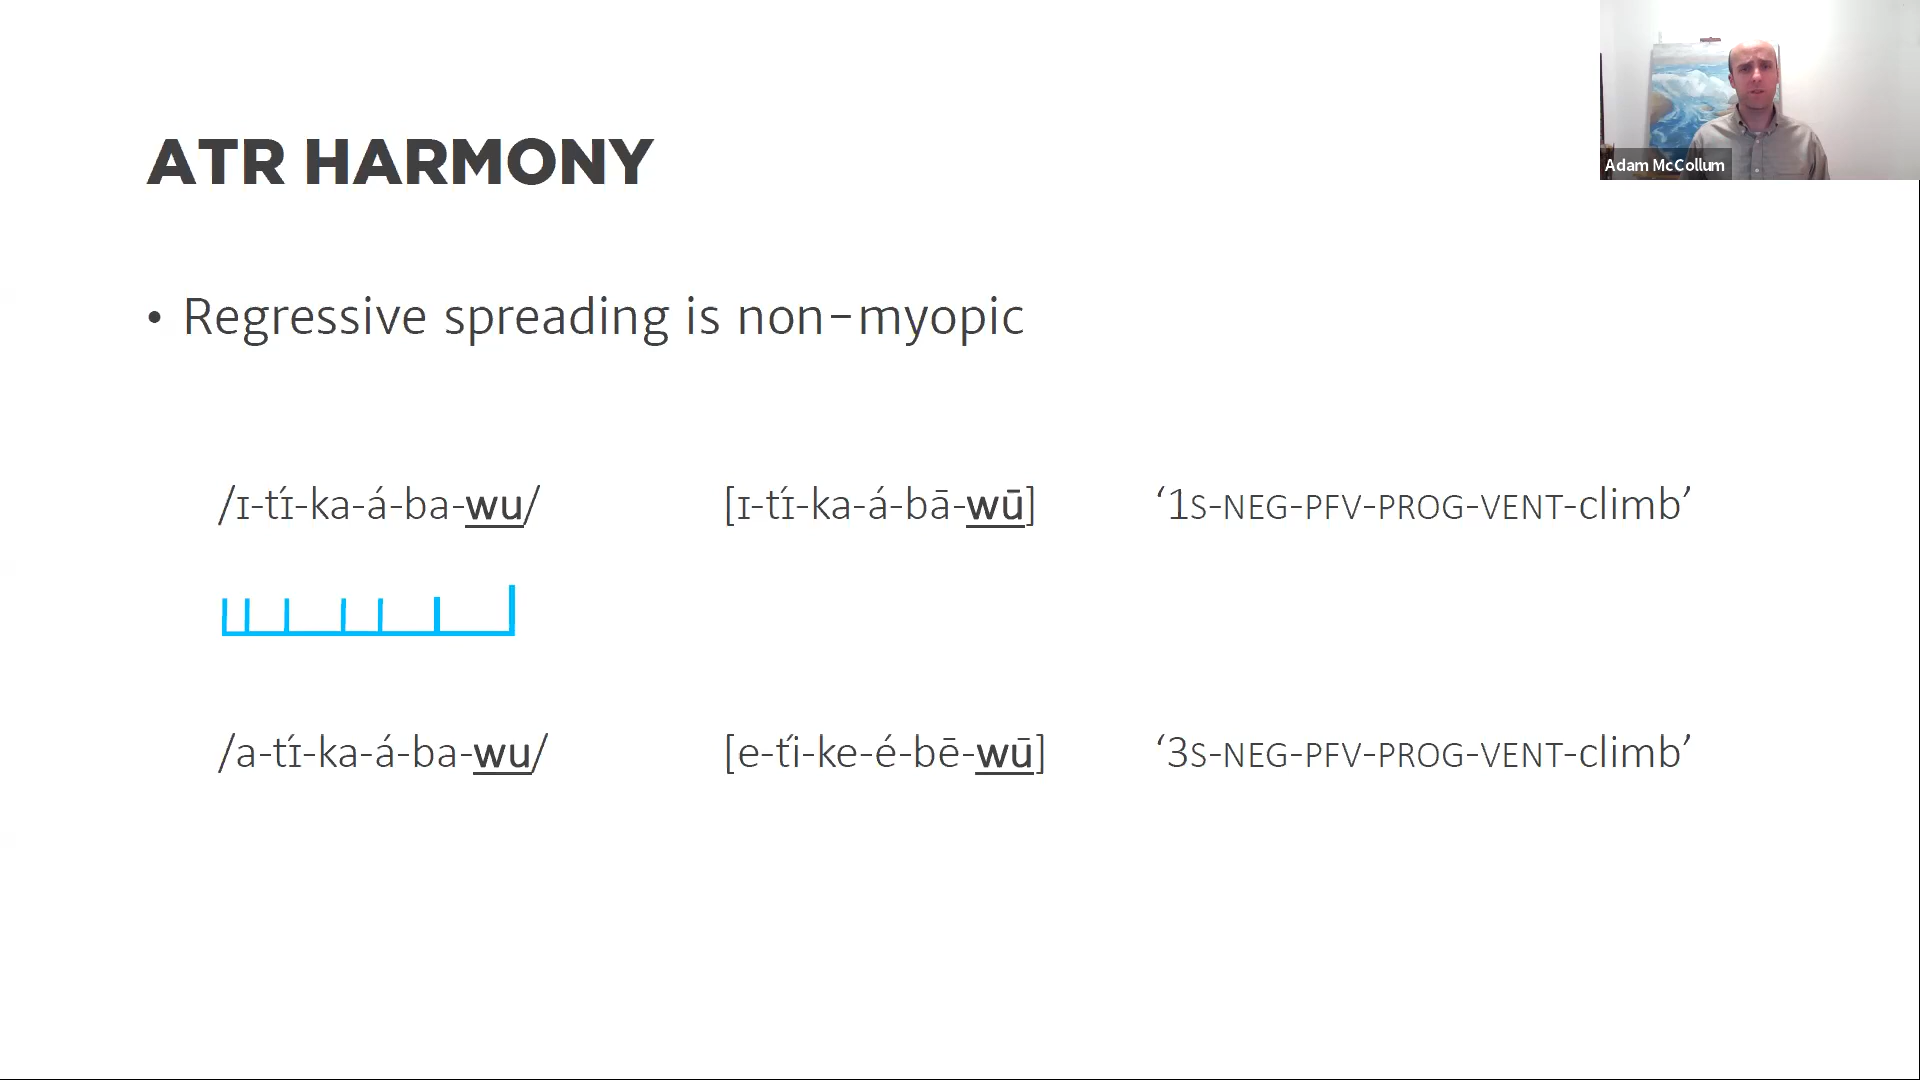 Adam McCollum
ATR HARMONY
• Regressive spreading is non-myopic
/ɪ-tɪ́-ka-á-ba-wu/ [ɪ-tɪ́-ka-á-bā-wū] ‘1S-NEG-PFV-PROG-VENT-climb’
/a-tɪ́-ka-á-ba-wu/ [e-tí-ke-é-bē-wū] ‘3S-NEG-PFV-PROG-VENT-climb’